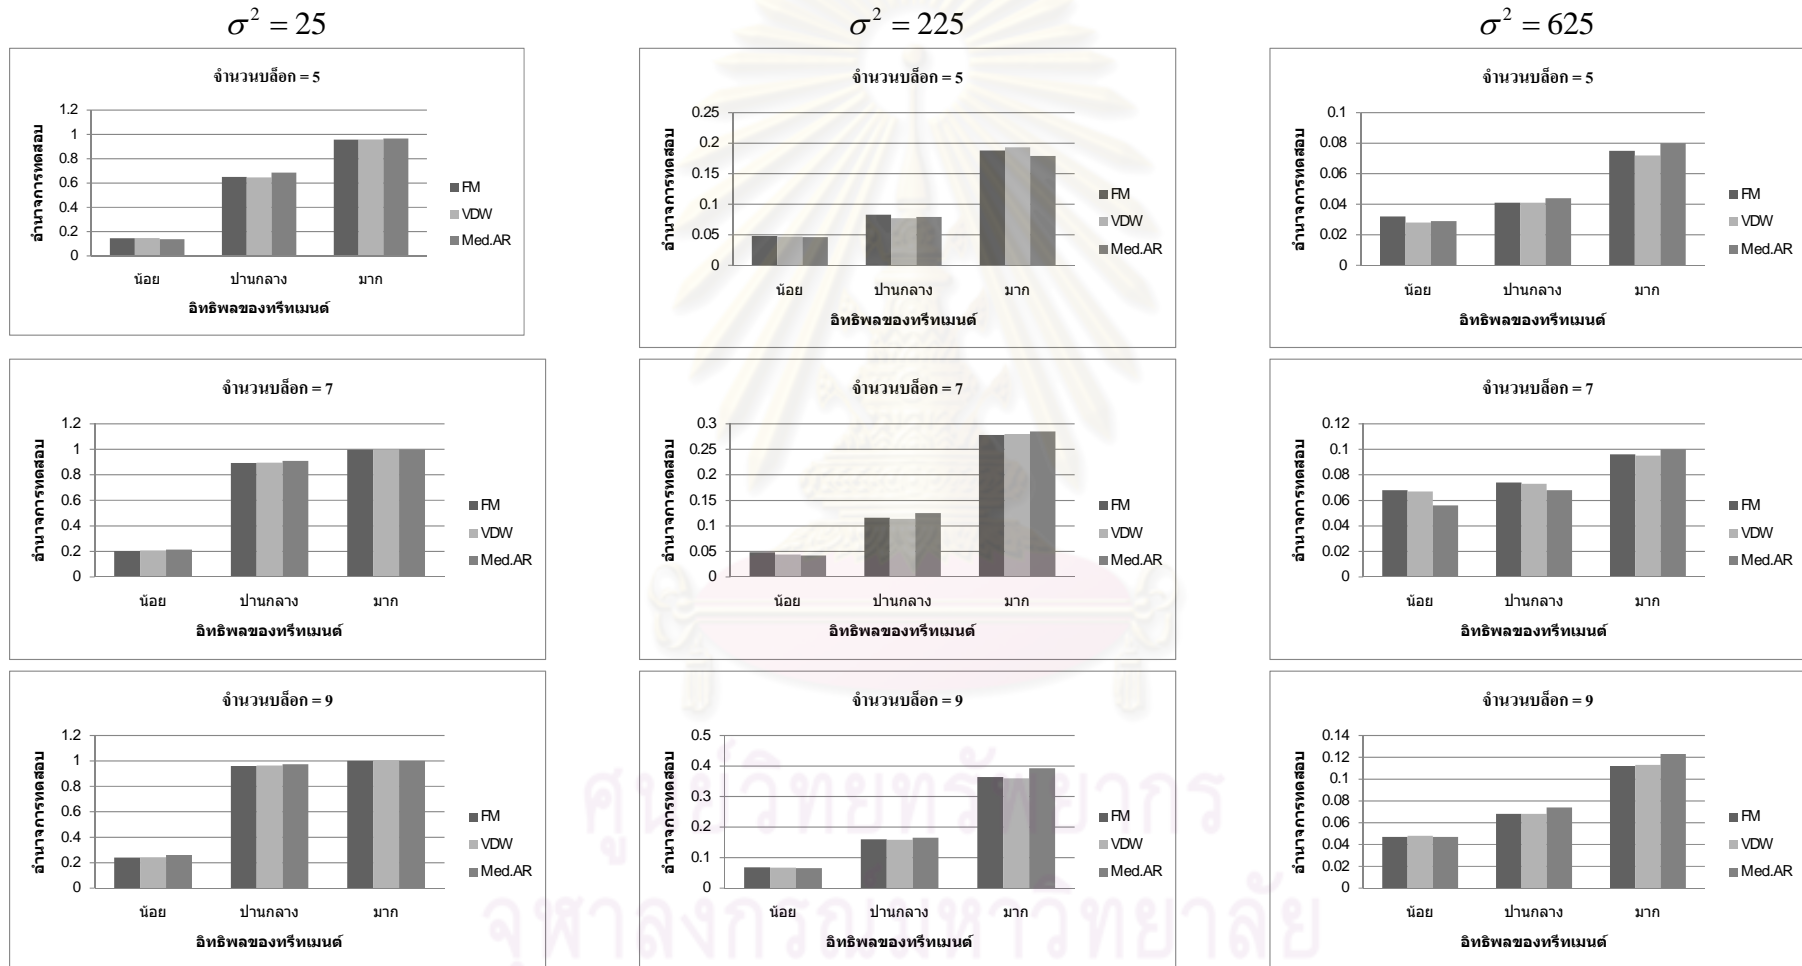 σ² = 25
จำนวนบล็อก = 5
อำนาจการทดสอบ
1.2
1
0.8
0.6
0.4
0.2
0
น้อย ปานกลาง มาก
อิทธิพลของทรีทเมนต์
FM
VDW
Med.AR
σ² = 225
จำนวนบล็อก = 5
อำนาจการทดสอบ
0.25
0.2
0.15
0.1
0.05
0
น้อย ปานกลาง มาก
อิทธิพลของทรีทเมนต์
FM
VDW
Med.AR
σ² = 625
จำนวนบล็อก = 5
อำนาจการทดสอบ
0.1
0.08
0.06
0.04
0.02
0
น้อย ปานกลาง มาก
อิทธิพลของทรีทเมนต์
FM
VDW
Med.AR
จำนวนบล็อก = 7
อำนาจการทดสอบ
1.2
1
0.8
0.6
0.4
0.2
0
น้อย ปานกลาง มาก
อิทธิพลของทรีทเมนต์
FM
VDW
Med.AR
จำนวนบล็อก = 7
อำนาจการทดสอบ
0.3
0.25
0.2
0.15
0.1
0.05
0
น้อย ปานกลาง มาก
อิทธิพลของทรีทเมนต์
FM
VDW
Med.AR
จำนวนบล็อก = 7
อำนาจการทดสอบ
0.12
0.1
0.08
0.06
0.04
0.02
0
น้อย ปานกลาง มาก
อิทธิพลของทรีทเมนต์
FM
VDW
Med.AR
จำนวนบล็อก = 9
อำนาจการทดสอบ
1.2
1
0.8
0.6
0.4
0.2
0
น้อย ปานกลาง มาก
อิทธิพลของทรีทเมนต์
FM
VDW
Med.AR
จำนวนบล็อก = 9
อำนาจการทดสอบ
0.5
0.4
0.3
0.2
0.1
0
น้อย ปานกลาง มาก
อิทธิพลของทรีทเมนต์
FM
VDW
Med.AR
จำนวนบล็อก = 9
อำนาจการทดสอบ
0.14
0.12
0.1
0.08
0.06
0.04
0.02
0
น้อย ปานกลาง มาก
อิทธิพลของทรีทเมนต์
FM
VDW
Med.AR
ศูนย์วิทยทรัพยากร
จุฬาลงกรณ์มหาวิทยาลัย